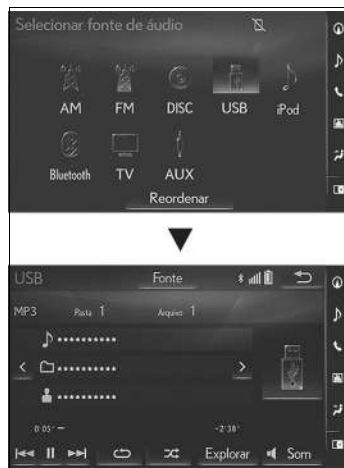 Selecionar fonte de áudio
AM FM DISC USB iPod
Bluetooth TV AUX
Reordenar
USB Fonte
MP3 Pasta 1 Arquivo 1
**********
**********
**********
0'05" -2'38"
Explorar Som